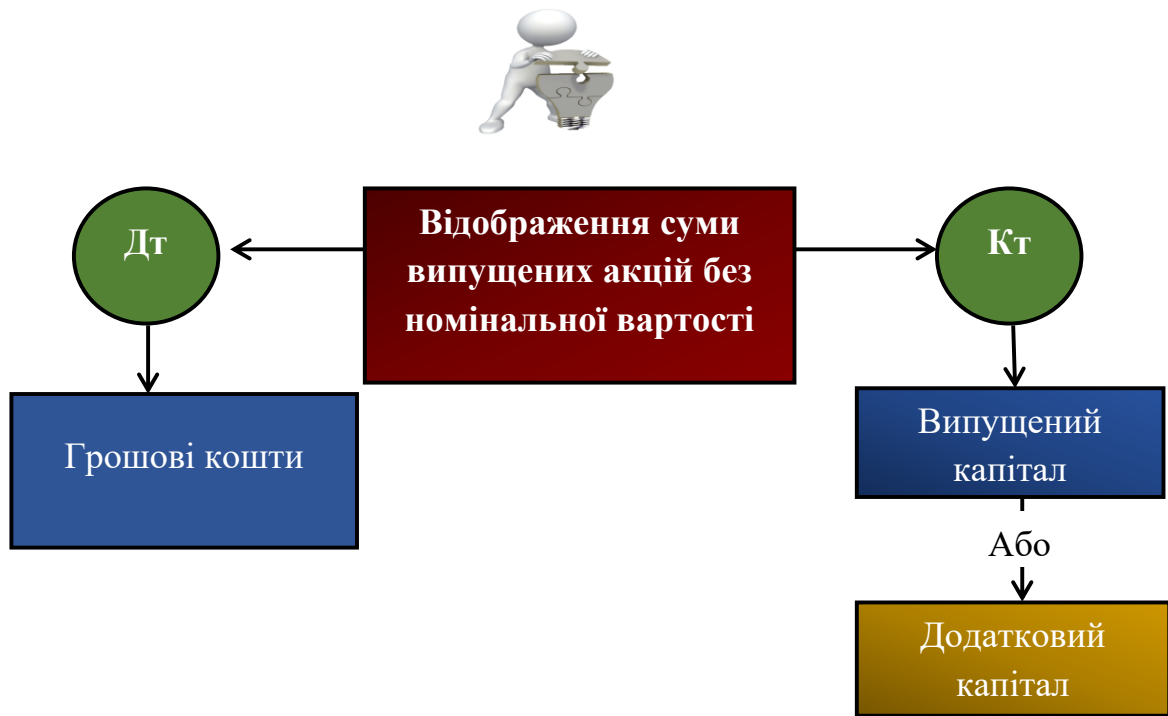 Дт
Відображення суми
випущених акцій без
номінальної вартості
Кт
Грошові кошти
Випущений
капітал
Або
Додатковий
капітал